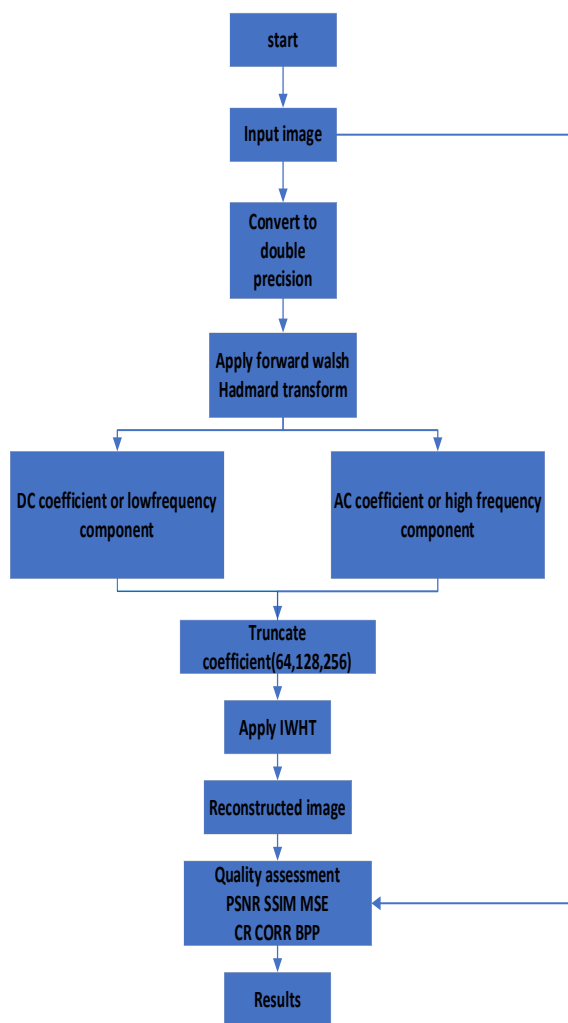 start
Input image
Convert to
double
precision
Apply forward walsh
Hadmard transform
DC coefficient or lowfrequency
component
AC coefficient or high frequency
component
Truncate
coefficient(64,128,256)
Apply IWHT
Reconstructed image
Quality assessment
PSNR SSIM MSE
CR CORR BPP
Results